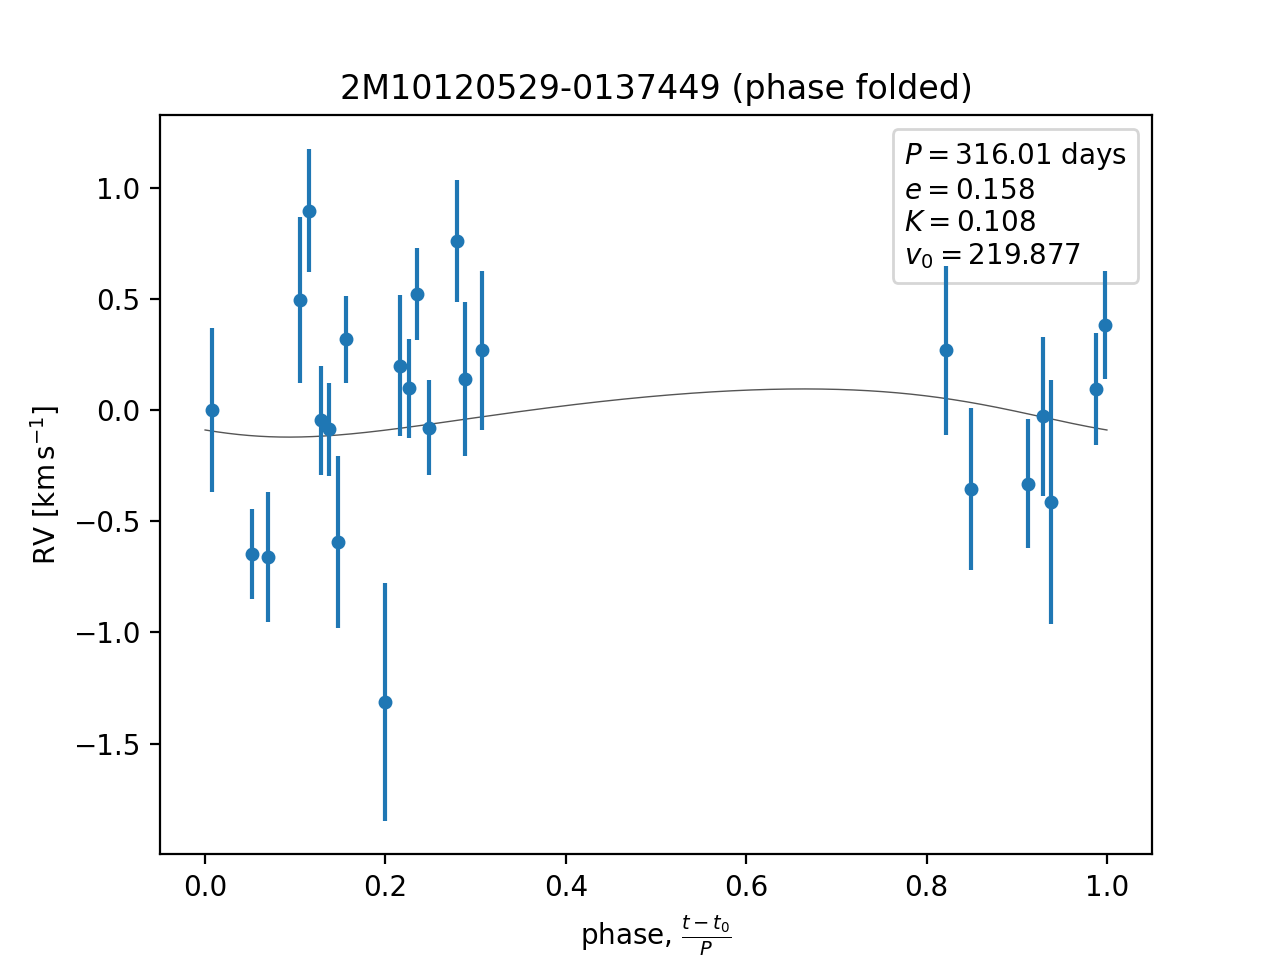 2M10120529-0137449 (phase folded)
P = 316.01 days
e = 0.158
K = 0.108
v₀ = 219.877
1.0
0.5
0.0
−0.5
−1.0
−1.5
RV [km s⁻¹]
0.0 0.2 0.4 0.6 0.8 1.0
phase, (t − t₀)/P